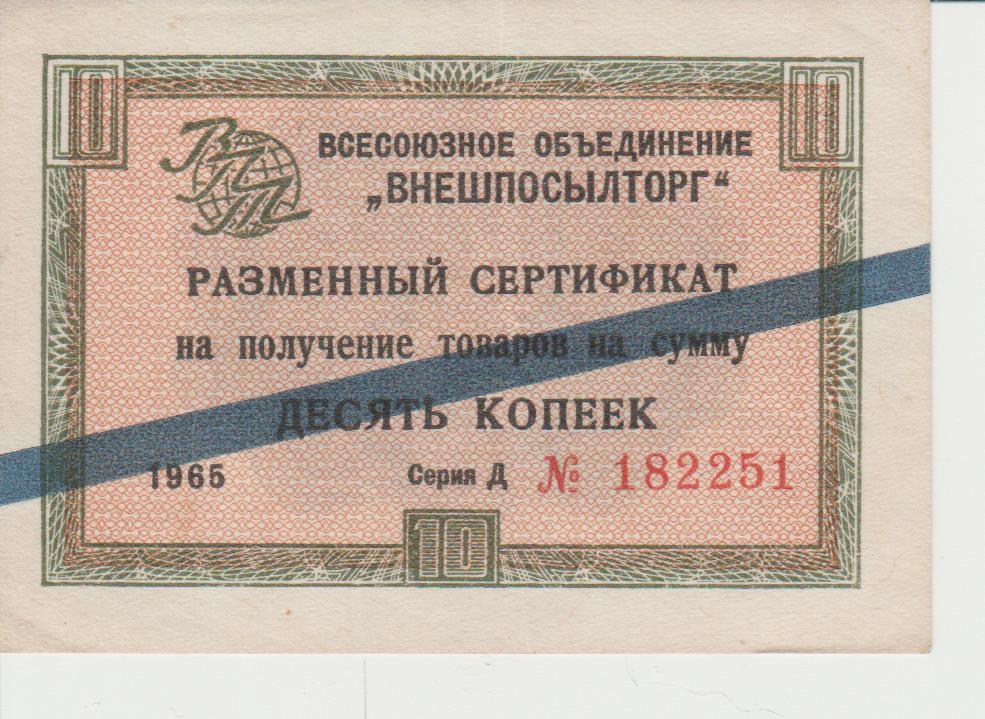 10 10
ВПТ
ВСЕСОЮЗНОЕ ОБЪЕДИНЕНИЕ
„ВНЕШПОСЫЛТОРГ“
РАЗМЕННЫЙ СЕРТИФИКАТ
на получение товаров на сумму
ДЕСЯТЬ КОПЕЕК
1965 Серия Д № 182251
10